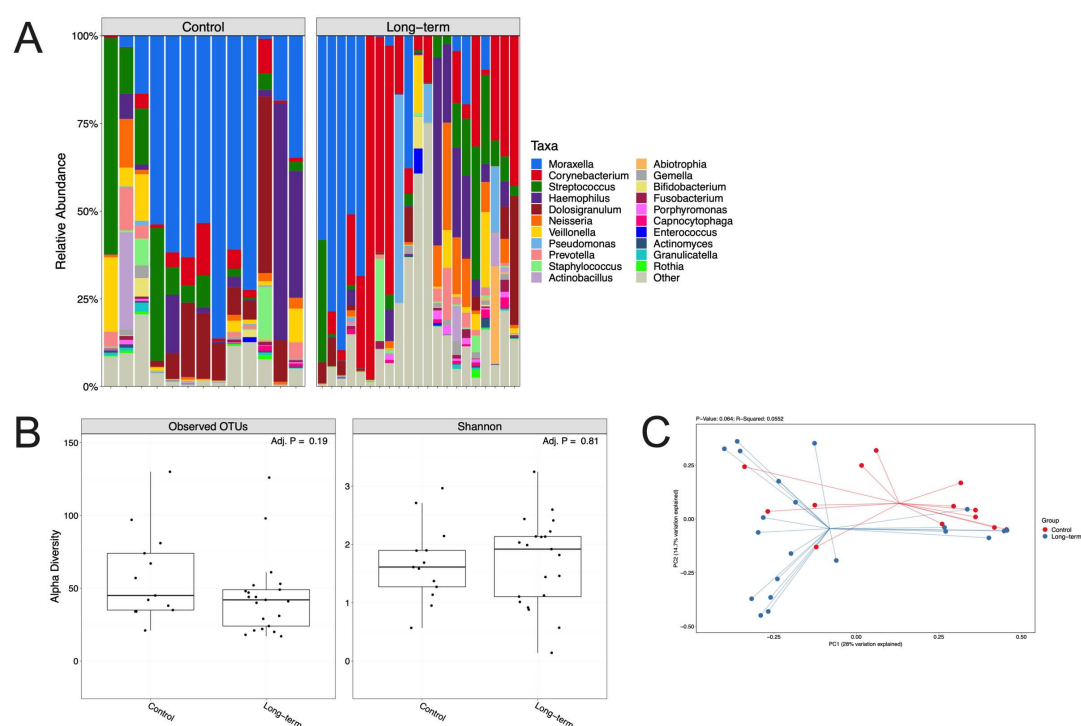 A
Control
Long-term
100%
75%
50%
25%
0%
Relative Abundance
Taxa
Moraxella
Corynebacterium
Streptococcus
Haemophilus
Dolosigranulum
Neisseria
Veillonella
Pseudomonas
Prevotella
Staphylococcus
Actinobacillus
Abiotrophia
Gemella
Bifidobacterium
Fusobacterium
Porphyromonas
Capnocytophaga
Enterococcus
Actinomyces
Granulicatella
Rothia
Other
B
Observed OTUs
Adj. P = 0.19
150
100
50
0
Alpha Diversity
Control
Long-term
Shannon
Adj. P = 0.81
3
2
1
0
Control
Long-term
C
P-Value: 0.084; R-Squared: 0.0552
0.25
0.00
-0.25
-0.50
PC2 (14.7% variation explained)
-0.25
0.00
0.25
0.50
PC1 (28% variation explained)
Group
Control
Long-term